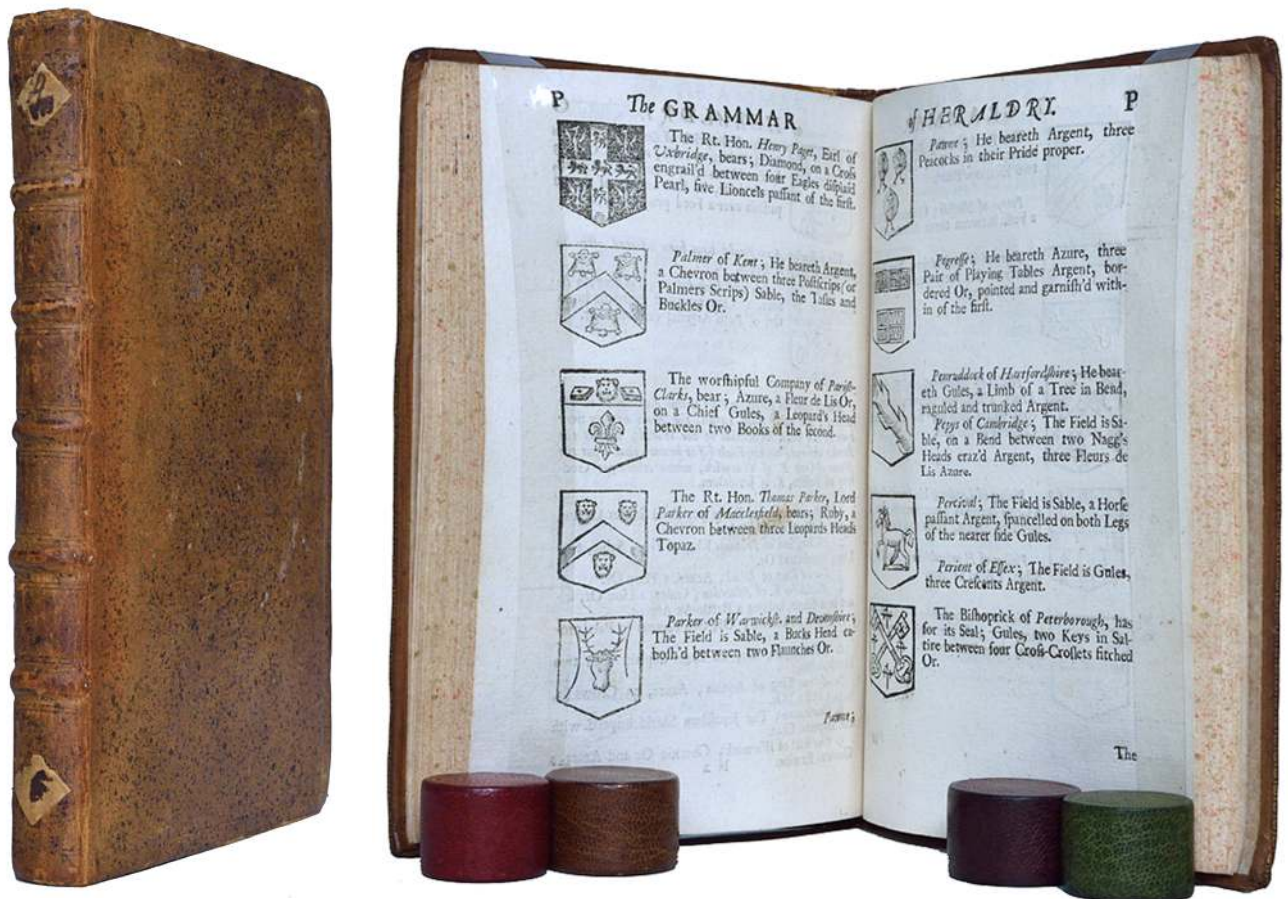 P
The GRAMMAR
The Rt. Hon. Henry Paget, Earl of
Uxbridge, bears; Diamond, on a Croſs
engrail'd between four Eagles diſplaid
Pearl, five Lioncels paſſant of the firſt.
Palmer of Kent; He beareth Argent,
a Chevron between three Poſtſcrips (or
Palmers Scrips) Sable, the Taſſes and
Buckles Or.
The worſhipful Company of Pariſh-
Clarks, bear; Azure, a Fleur de Lis Or,
on a Chief Gules, a Leopard's Head
between two Books of the ſecond.
The Rt. Hon. Thomas Parker, Lord
Parker of Macclesfield, bears; Ruby, a
Chevron between three Leopards Heads
Topaz.
Parker of Warwickſh. and Devonſhire;
The Field is Sable, a Bucks Head ca-
boſh'd between two Flaunches Or.
Pawne;
of HERALDRY.
P
Pawne; He beareth Argent, three
Peacocks in their Pride proper.
Pegreſſe; He beareth Azure, three
Pair of Playing Tables Argent, bor-
dered Or, pointed and garniſh'd with-
in of the firſt.
Penruddock of Hartfordſhire; He bear-
eth Gules, a Limb of a Tree in Bend,
raguled and trunked Argent.
Pepys of Cambridge; The Field is Sa-
ble, on a Bend between two Nagg's
Heads eraz'd Argent, three Fleurs de
Lis Azure.
Percival; The Field is Sable, a Horſe
paſſant Argent, ſpancelled on both Legs
of the nearer ſide Gules.
Perient of Eſſex; The Field is Gules,
three Creſcents Argent.
The Biſhoprick of Peterborough, has
for its Seal; Gules, two Keys in Sal-
tire between four Croſs-Croſlets fitched
Or.
The